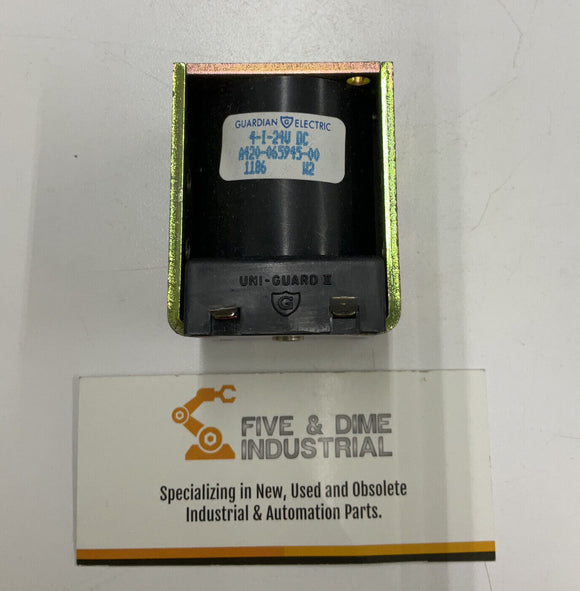 GUARDIAN G ELECTRIC
4-I-24V DC
A420-065945-00
1186 W2
UNI-GUARD II
G
FIVE & DIME
INDUSTRIAL
Specializing in New, Used and Obsolete
Industrial & Automation Parts.